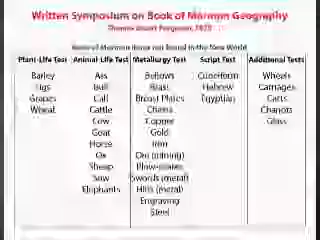 Written Symposium on Book of Mormon Geography
Thomas Stuart Ferguson, 1975
Book of Mormon items not found in the New World
Plant-Life Test Animal-Life Test Metallurgy Test Script Test Additional Tests
Barley Ass Bellows Cuneiform Wheels
Figs Bull Brass Hebrew Carriages
Grapes Calf Breast Plates Egyptian Carts
Wheat Cattle Chains Chariots
Cow Copper Glass
Goat Gold
Horse Iron
Ox Ore (mining)
Sheep Plow-shares
Sow Swords (metal)
Elephants Hilts (metal)
Engraving
Steel